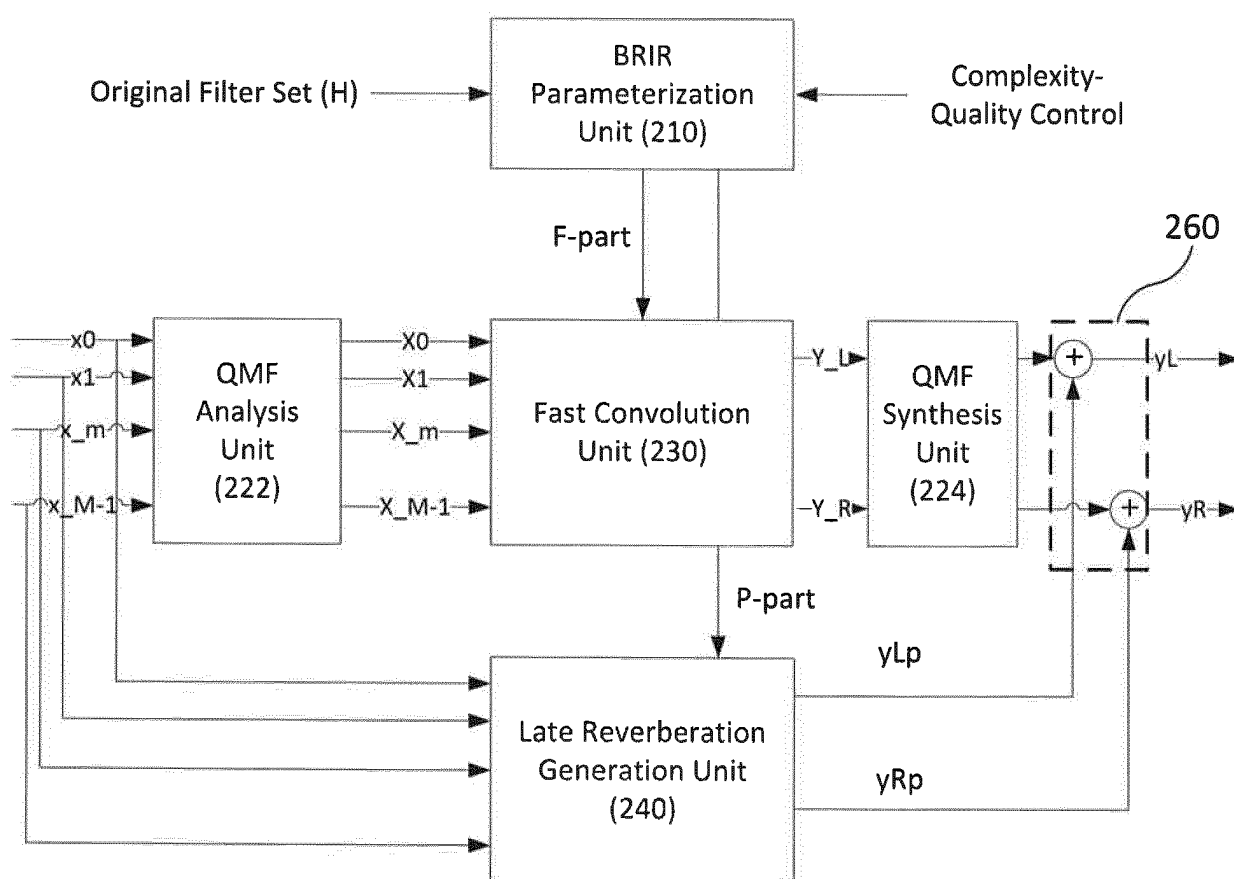 BRIR
Parameterization
Unit (210)
Original Filter Set (H)
Complexity-
Quality Control
F-part
260
x0
x1
x_m
x_M-1
QMF
Analysis
Unit
(222)
X0
X1
X_m
X_M-1
Fast Convolution
Unit (230)
Y_L
Y_R
QMF
Synthesis
Unit
(224)
+
yL
+
yR
P-part
yLp
Late Reverberation
Generation Unit
(240)
yRp